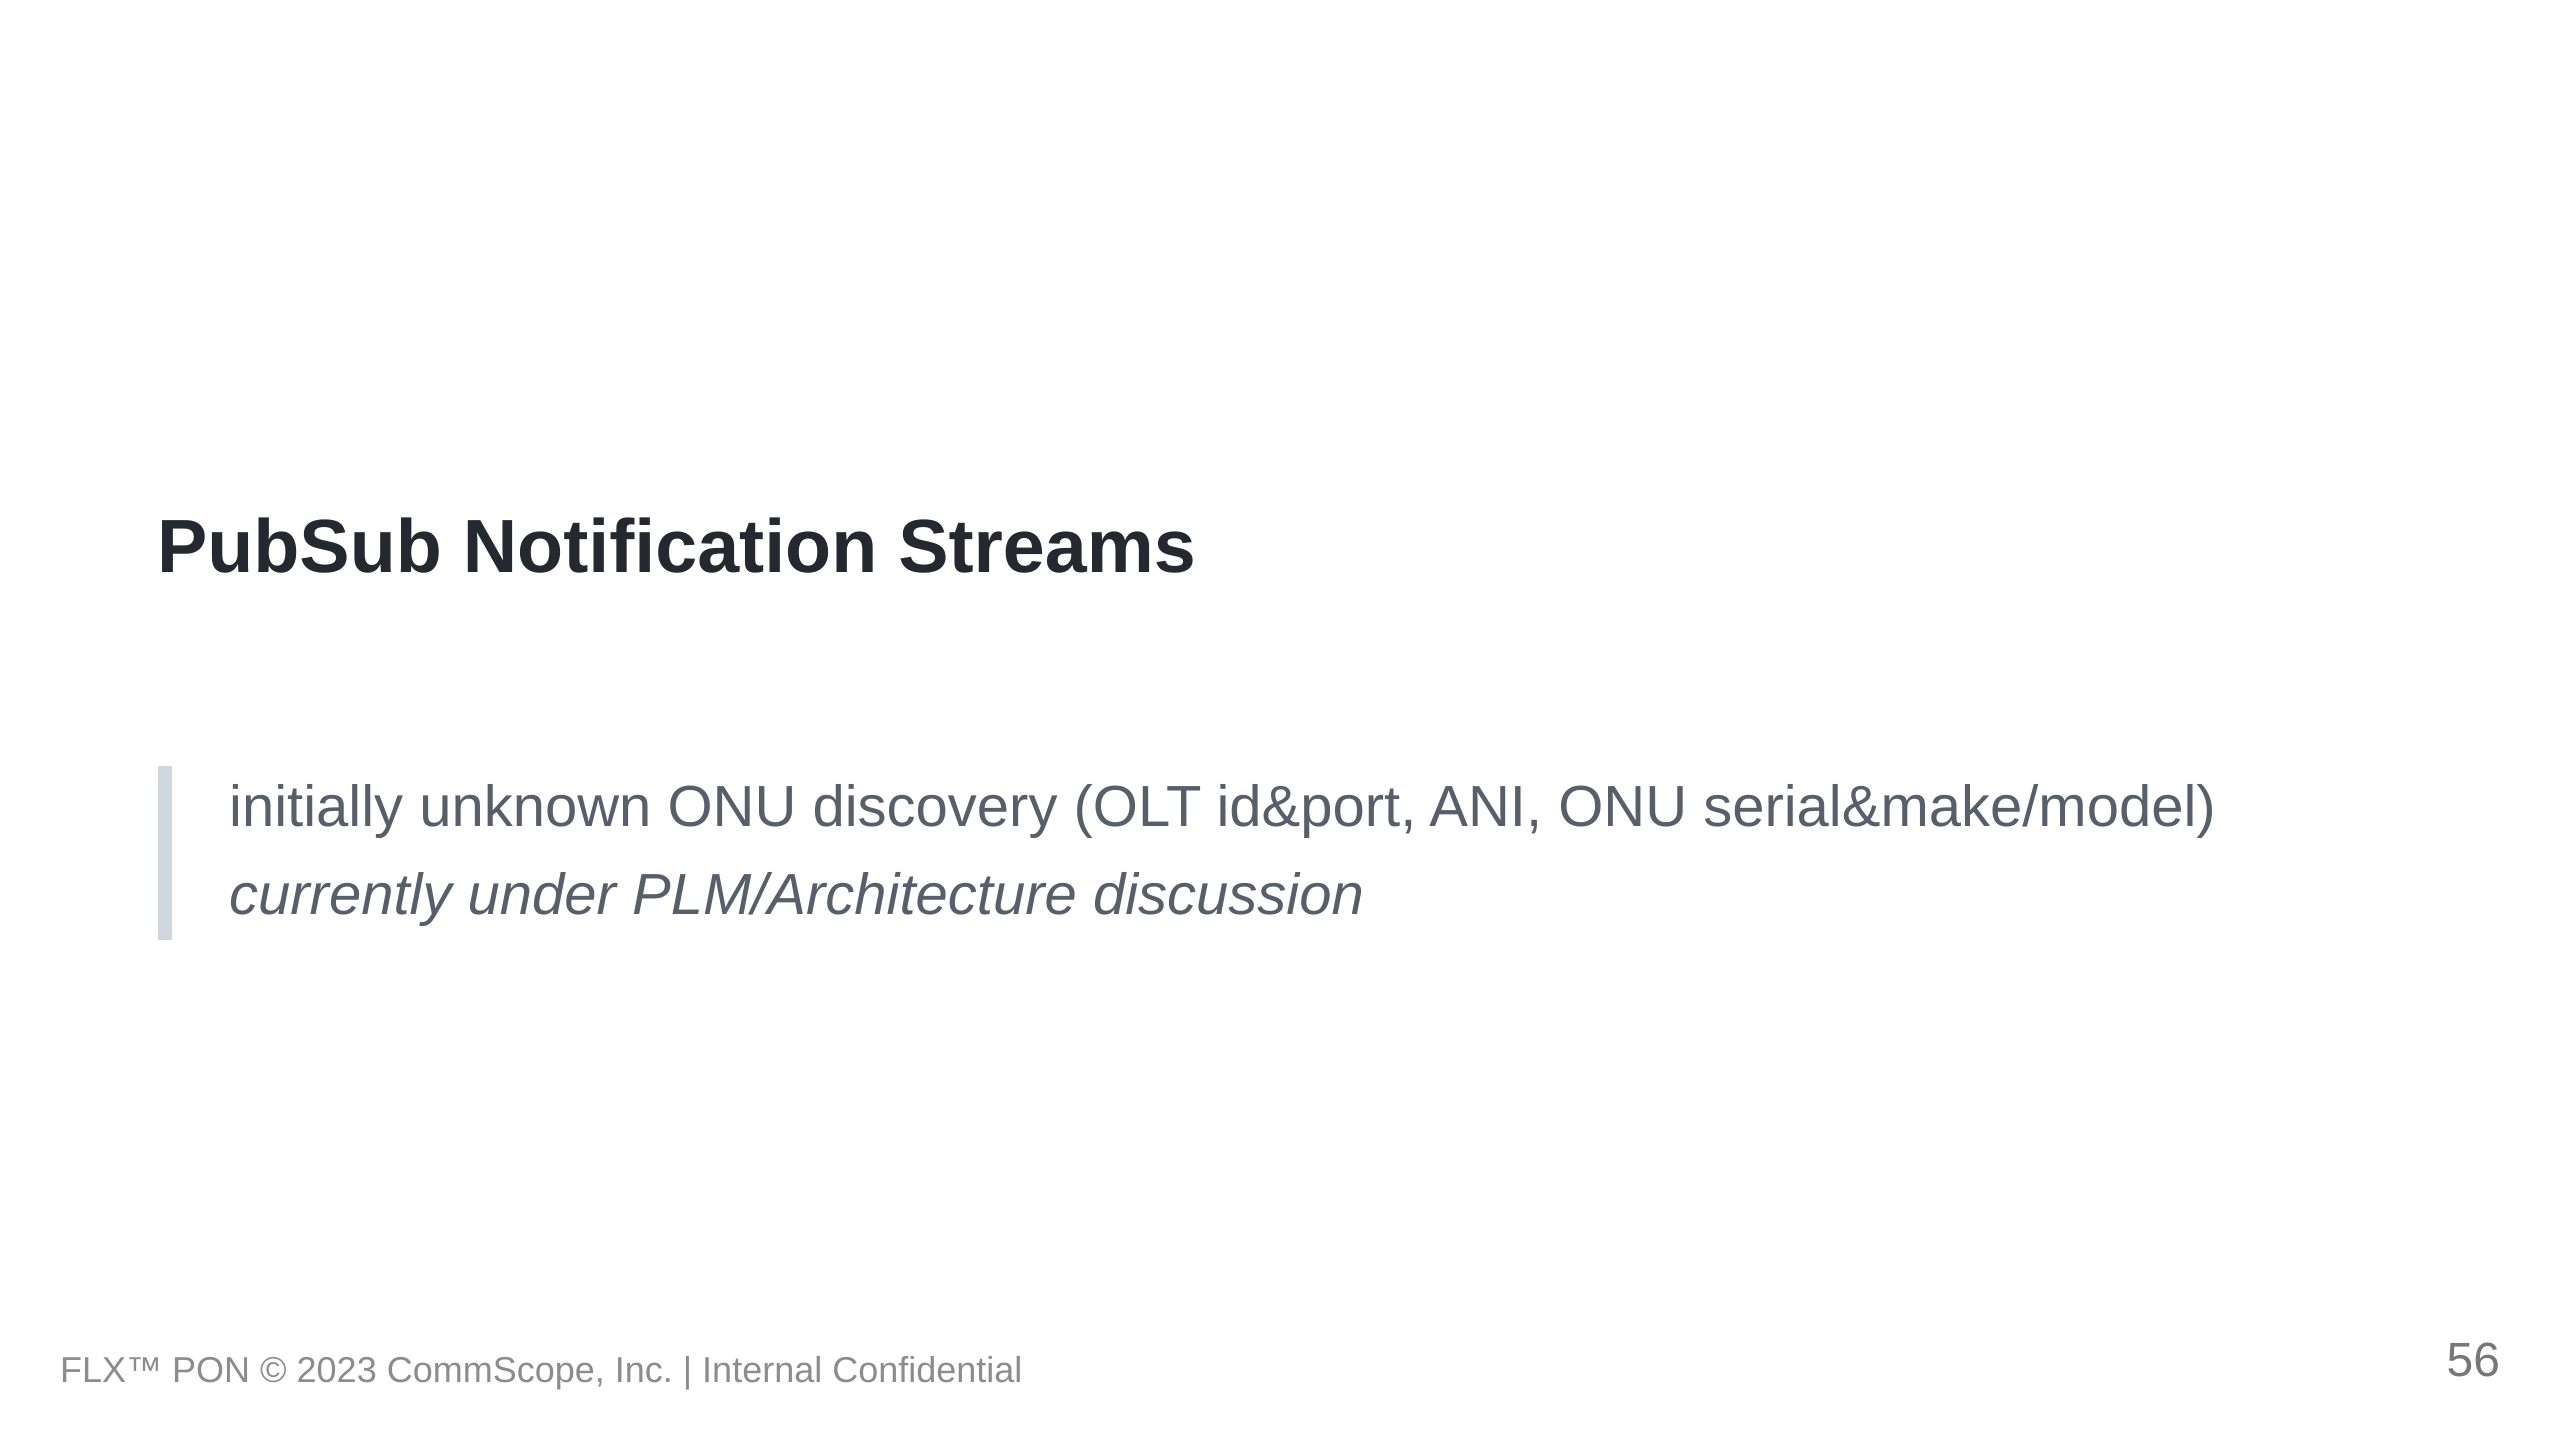 PubSub Notification Streams
initially unknown ONU discovery (OLT id&port, ANI, ONU serial&make/model)
currently under PLM/Architecture discussion
FLX™ PON © 2023 CommScope, Inc. | Internal Confidential
56